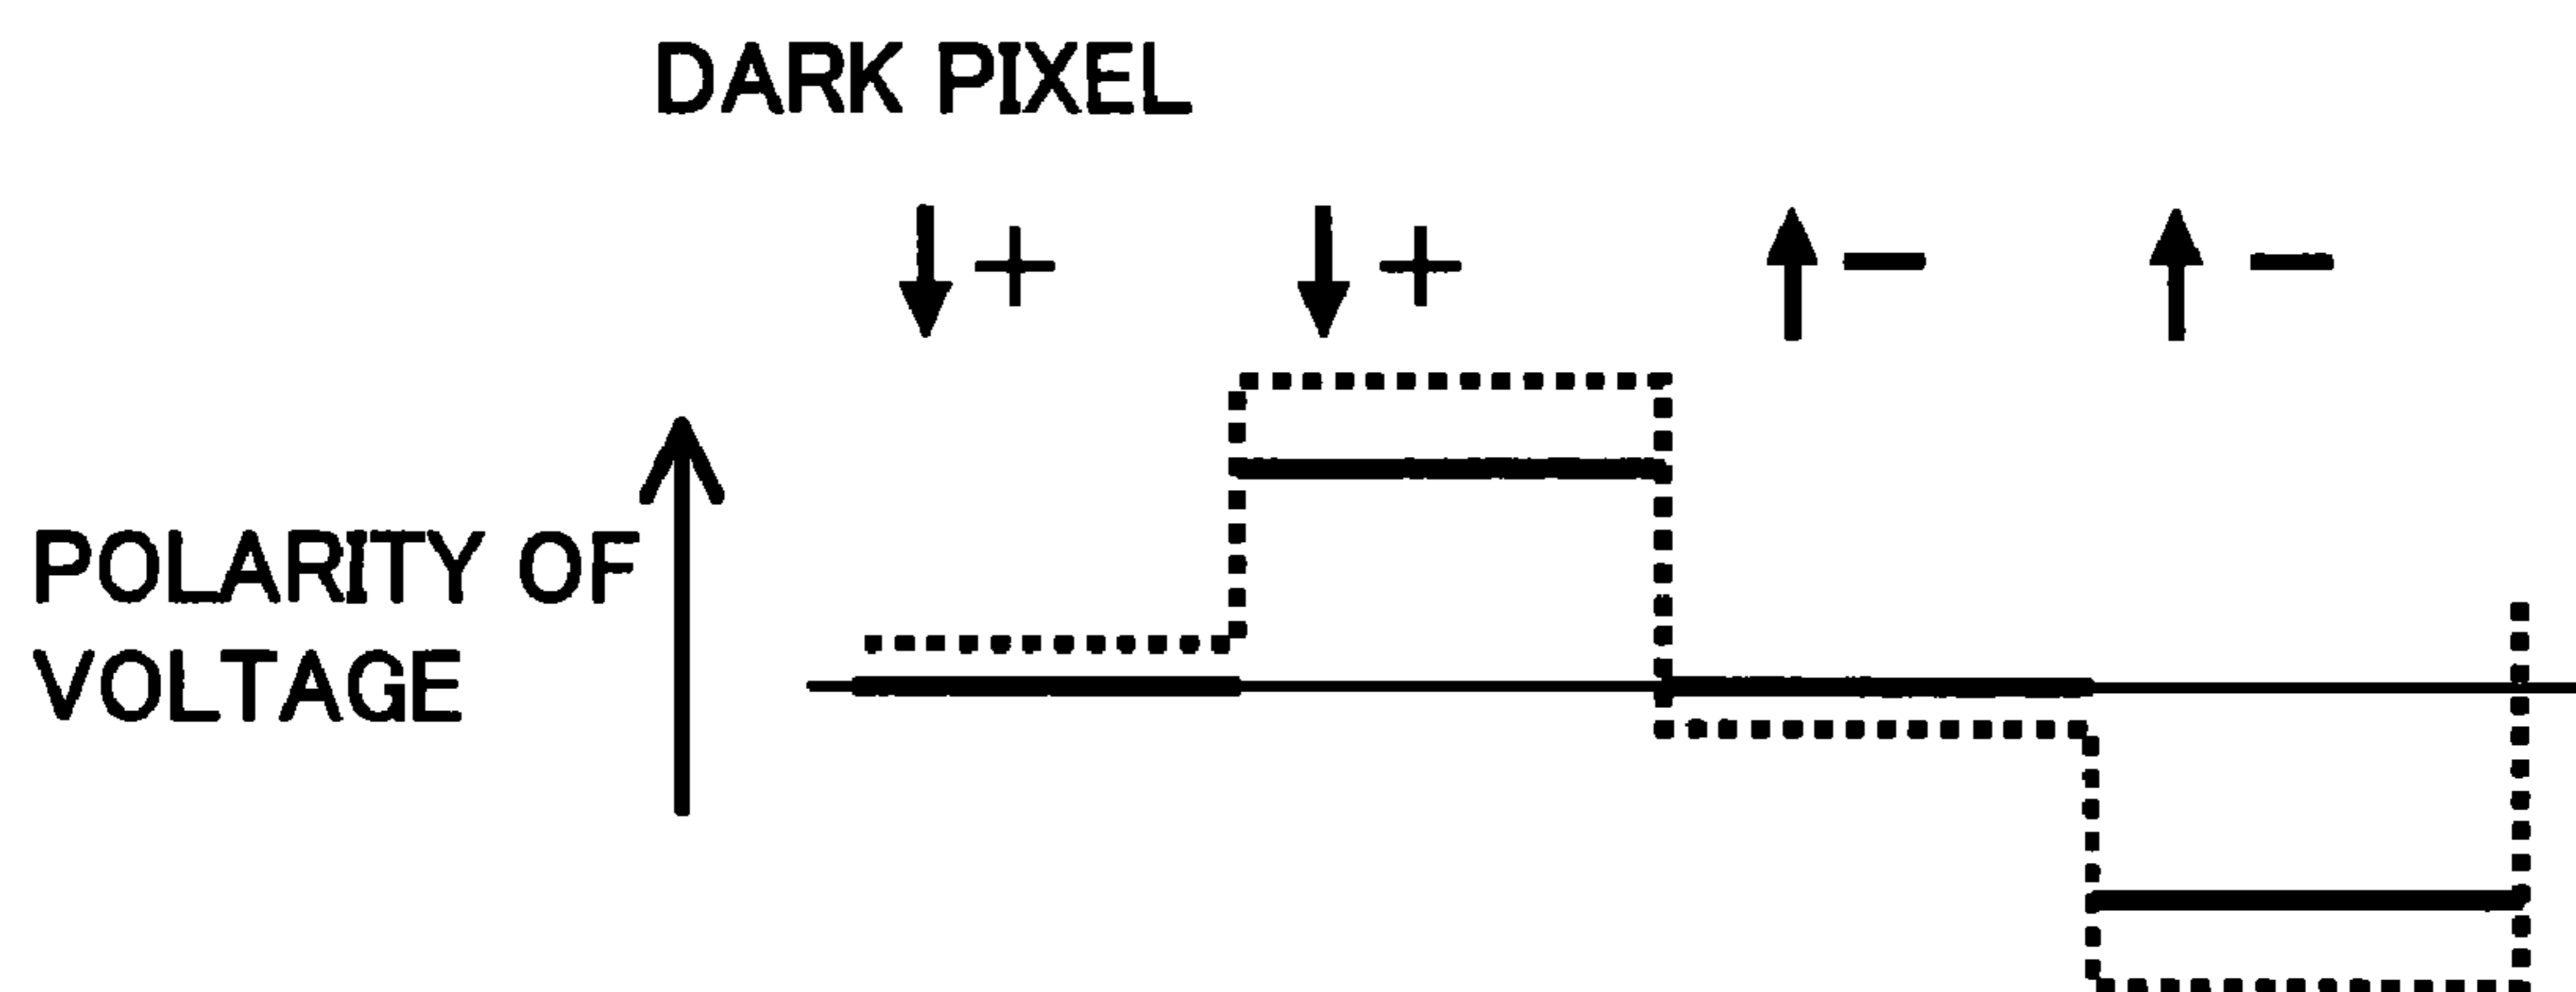 DARK PIXEL
+ + − −
POLARITY OF
VOLTAGE